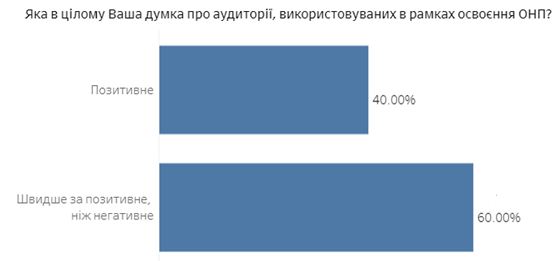 Яка в цілому Ваша думка про аудиторії, використовуваних в рамках освоєння ОНП?
Позитивне
40.00%
Швидше за позитивне,
ніж негативне
60.00%